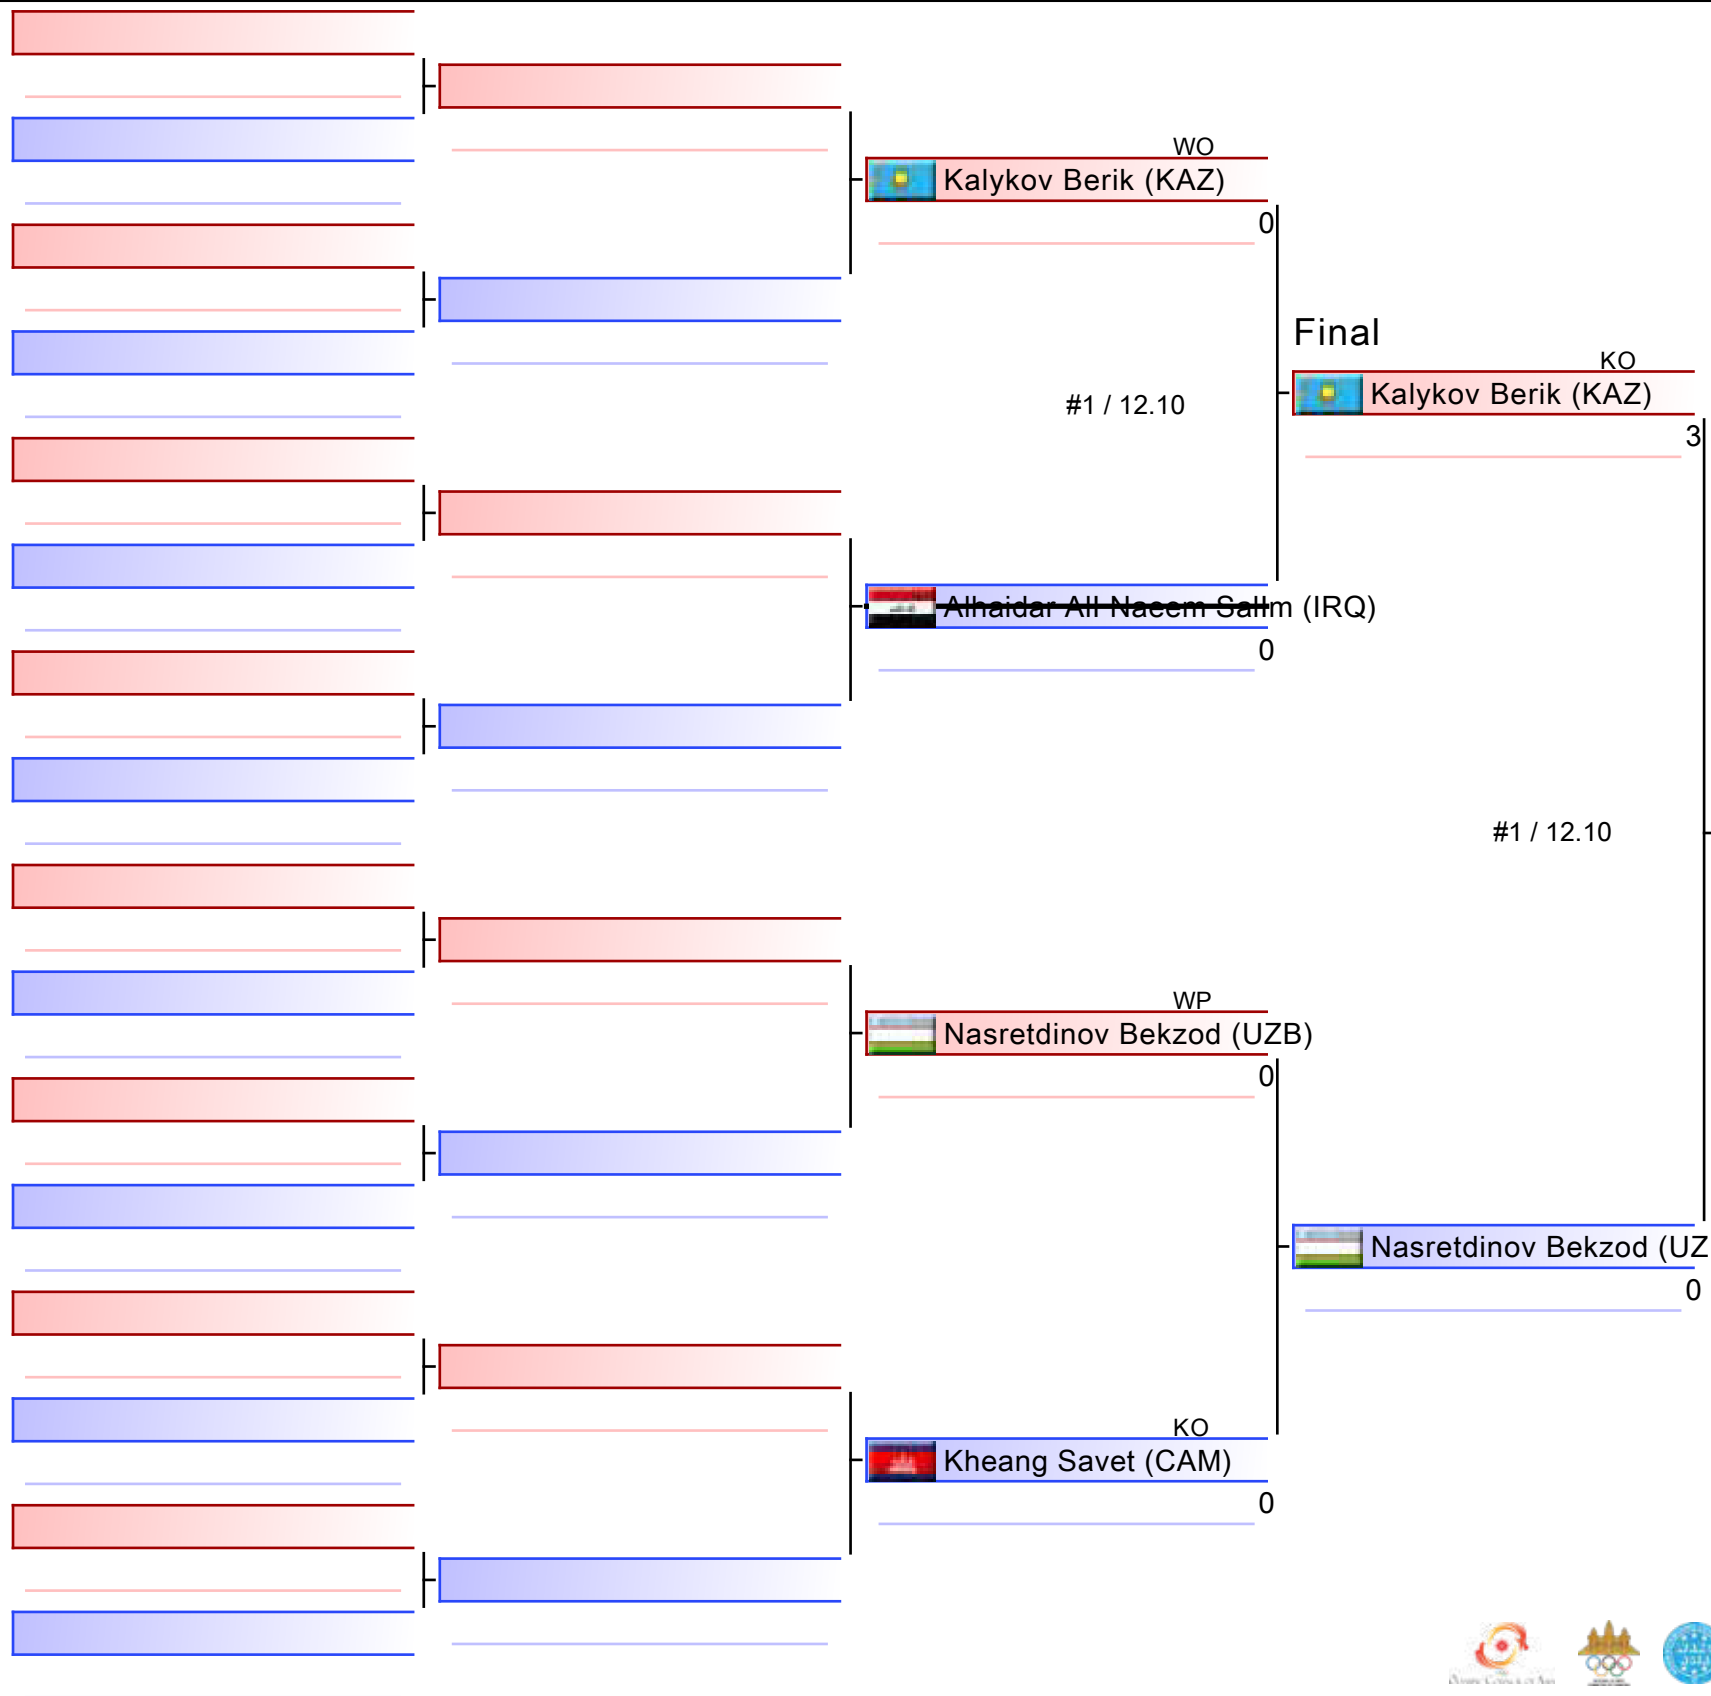 WO
Kalykov Berik (KAZ)
0
Final
KO
Kalykov Berik (KAZ)
#1 / 12.10
3
Alhaidar Ali Naeem Salim (IRQ)
0
#1 / 12.10
WP
Nasretdinov Bekzod (UZB)
0
Nasretdinov Bekzod (UZ
0
KO
Kheang Savet (CAM)
0